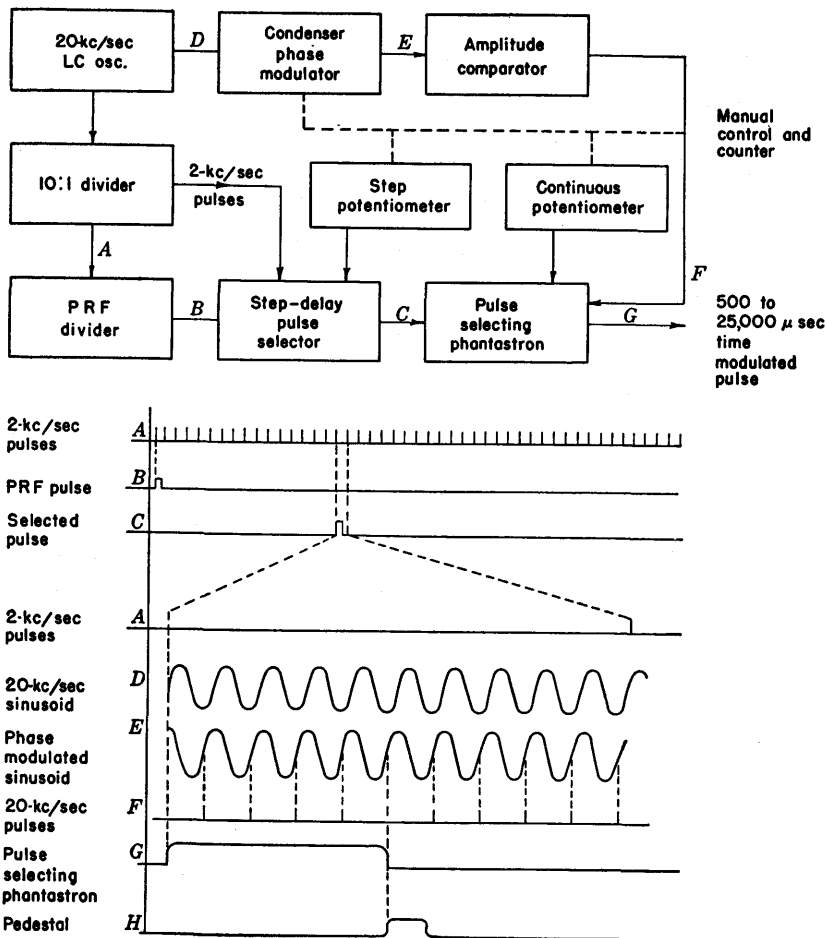 20-kc/sec
LC osc.
D
Condenser
phase
modulator
E
Amplitude
comparator
Manual
control and
counter
10:1 divider
2-kc/sec
pulses
Step
potentiometer
Continuous
potentiometer
A
F
PRF
divider
B
Step-delay
pulse
selector
C
Pulse
selecting
phantastron
G
500 to
25,000 μ sec
time
modulated
pulse
2-kc/sec
pulses
A
PRF pulse
B
Selected
pulse
C
2-kc/sec
pulses
A
20-kc/sec
sinusoid
D
Phase
modulated
sinusoid
E
20-kc/sec
pulses
F
Pulse
selecting
phantastron
G
Pedestal
H